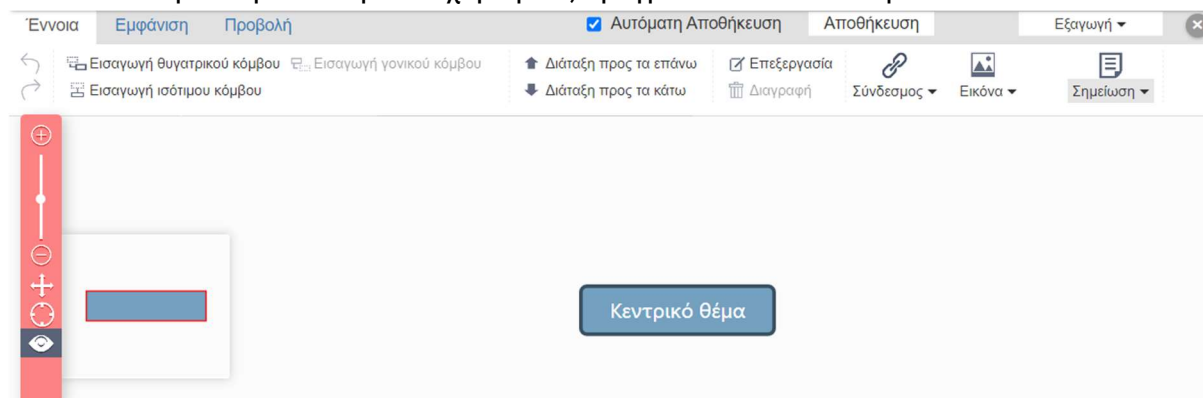 Έννοια Εμφάνιση Προβολή Αυτόματη Αποθήκευση Αποθήκευση Εξαγωγή
Εισαγωγή θυγατρικού κόμβου Εισαγωγή γονικού κόμβου Διάταξη προς τα επάνω Επεξεργασία
Εισαγωγή ισότιμου κόμβου Διάταξη προς τα κάτω Διαγραφή Σύνδεσμος Εικόνα Σημείωση
Κεντρικό θέμα